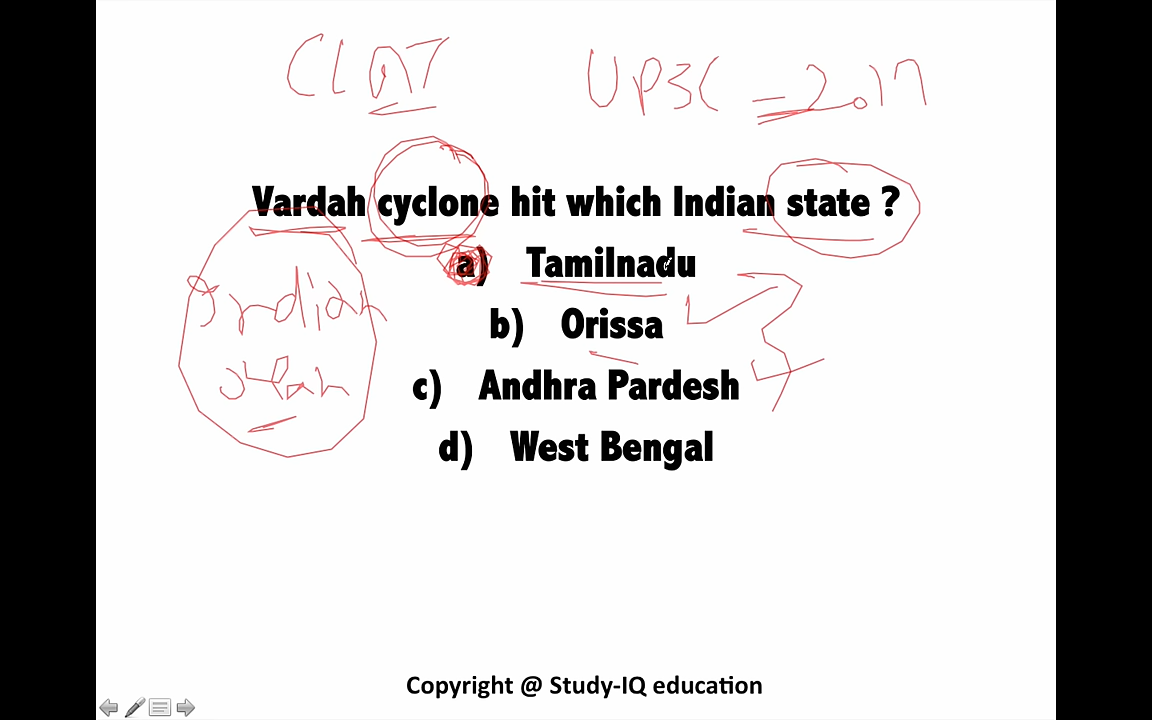 CLAT UPSC = 2017
Vardah cyclone hit which Indian state ?
a) Tamilnadu
b) Orissa
c) Andhra Pardesh
d) West Bengal
Indian
Copyright @ Study-IQ education